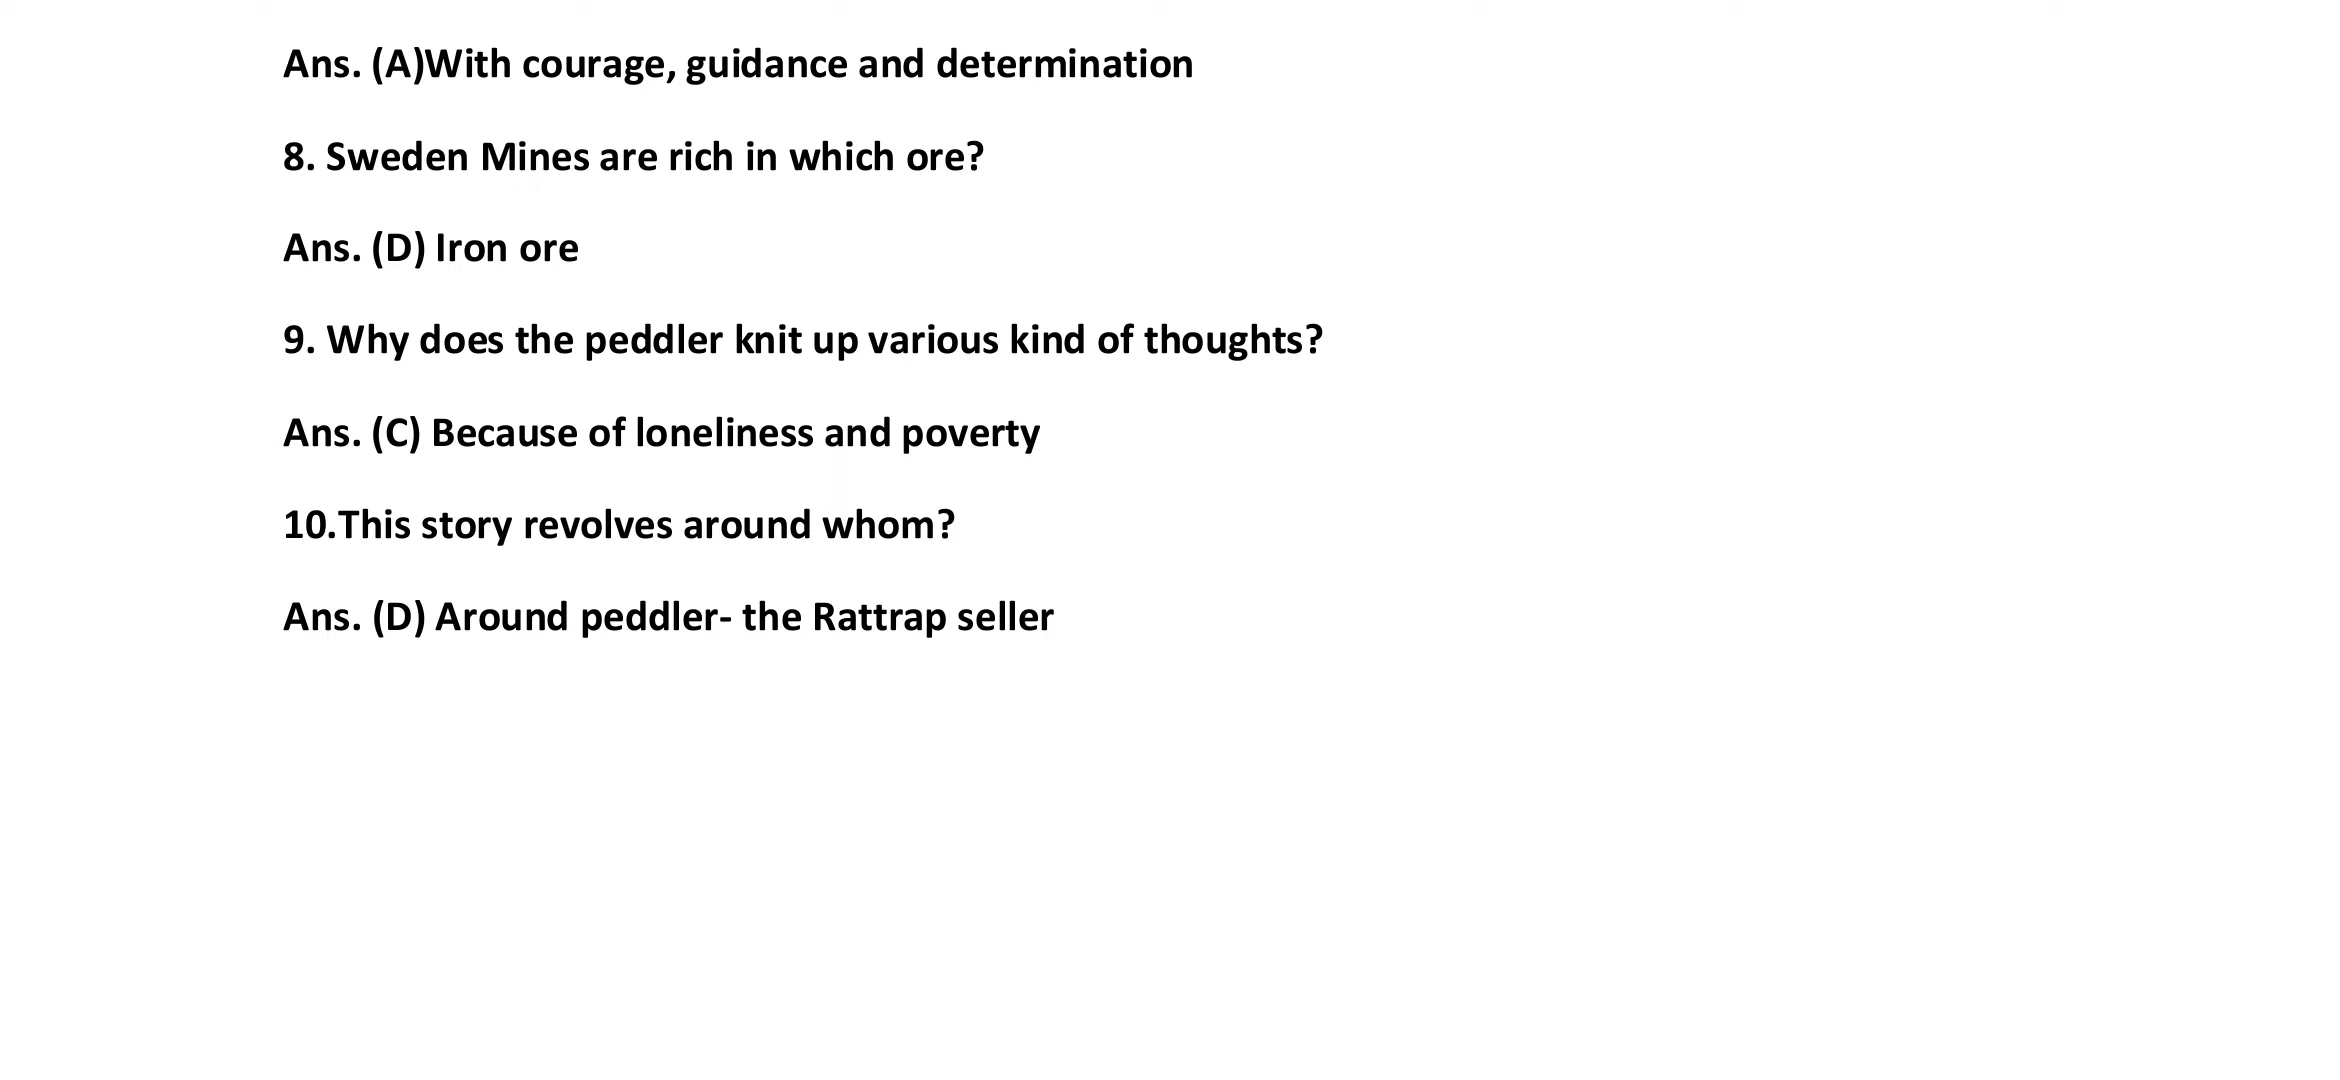 Ans. (A)With courage, guidance and determination
8. Sweden Mines are rich in which ore?
Ans. (D) Iron ore
9. Why does the peddler knit up various kind of thoughts?
Ans. (C) Because of loneliness and poverty
10.This story revolves around whom?
Ans. (D) Around peddler- the Rattrap seller